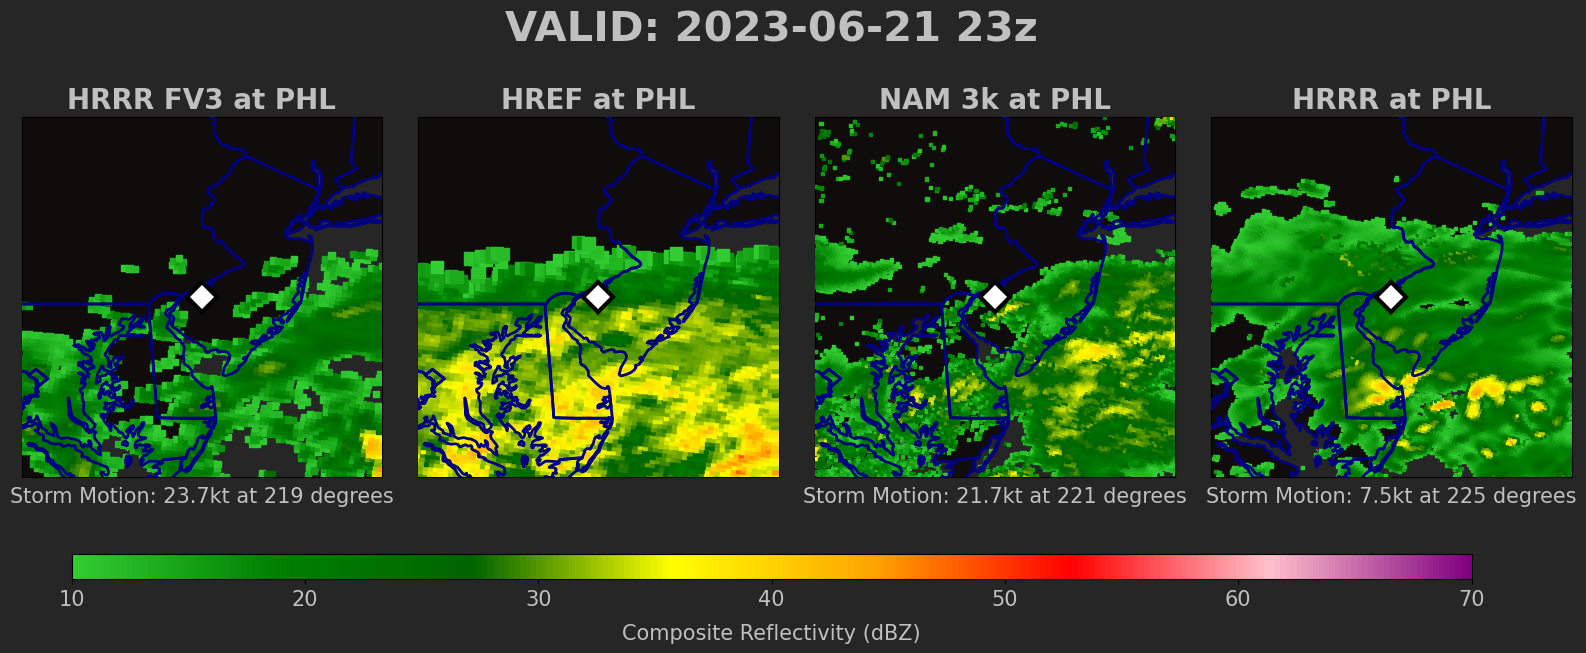 VALID: 2023-06-21 23z
HRRR FV3 at PHL
HREF at PHL
NAM 3k at PHL
HRRR at PHL
Storm Motion: 23.7kt at 219 degrees
Storm Motion: 21.7kt at 221 degrees
Storm Motion: 7.5kt at 225 degrees
10 20 30 40 50 60 70
Composite Reflectivity (dBZ)